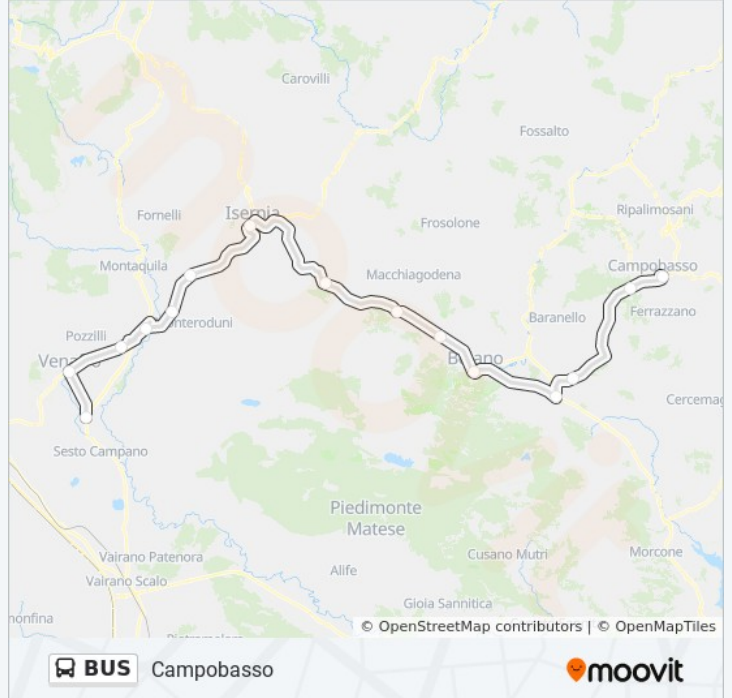 Carovilli
Fossalto
Fornelli
Isernia
Ripalimosani
Frosolone
Montaquila
Macchiagodena
Campobasso
Ferrazzano
Baranello
Pozzilli
Sesto Campano
Piedimonte
Matese
Vairano Patenora
Cusano Mutri
Morcone
Vairano Scalo
Alife
Gioia Sannitica
© OpenStreetMap contributors | © OpenMapTiles
BUS Campobasso
moovit